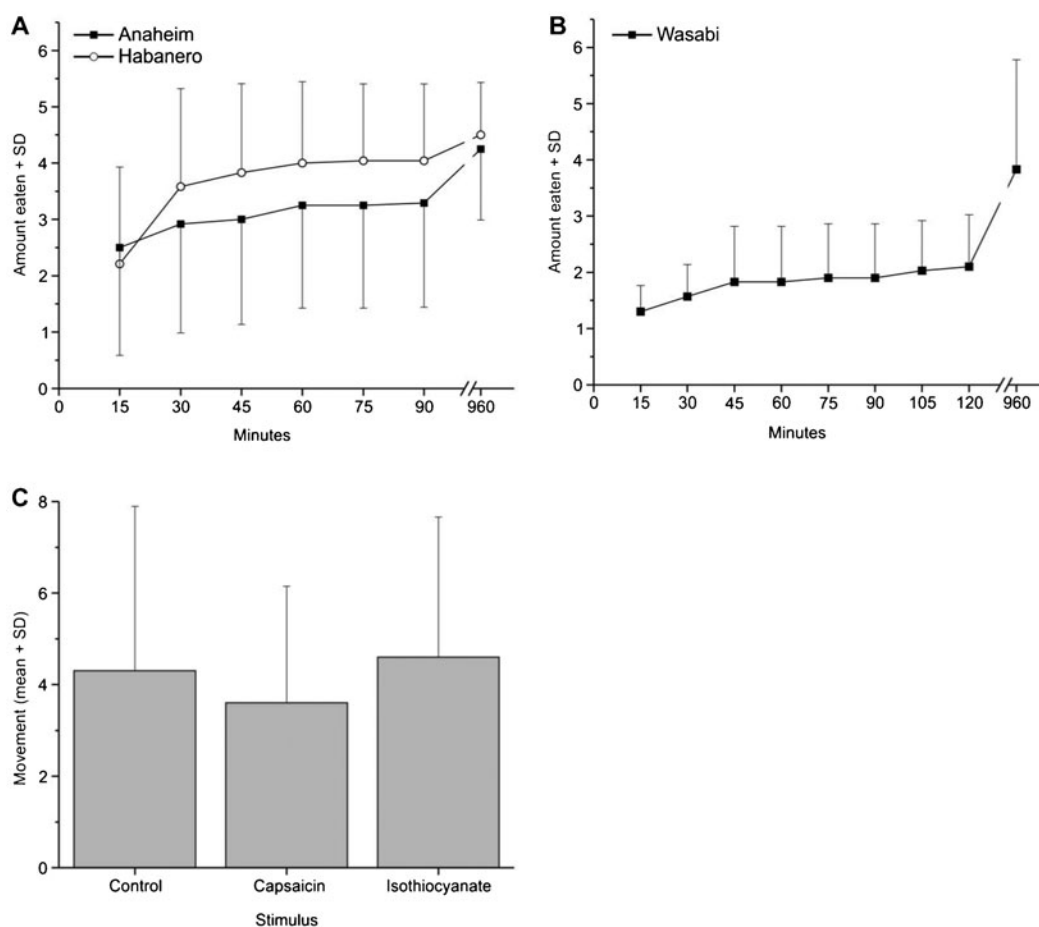 A
Anaheim
Habanero
Amount eaten + SD
6
5
4
3
2
1
0
0 15 30 45 60 75 90 960
Minutes
B
Wasabi
Amount eaten + SD
6
5
4
3
2
1
0
0 15 30 45 60 75 90 105 120 960
Minutes
C
Movement (mean + SD)
8
6
4
2
0
Control Capsaicin Isothiocyanate
Stimulus